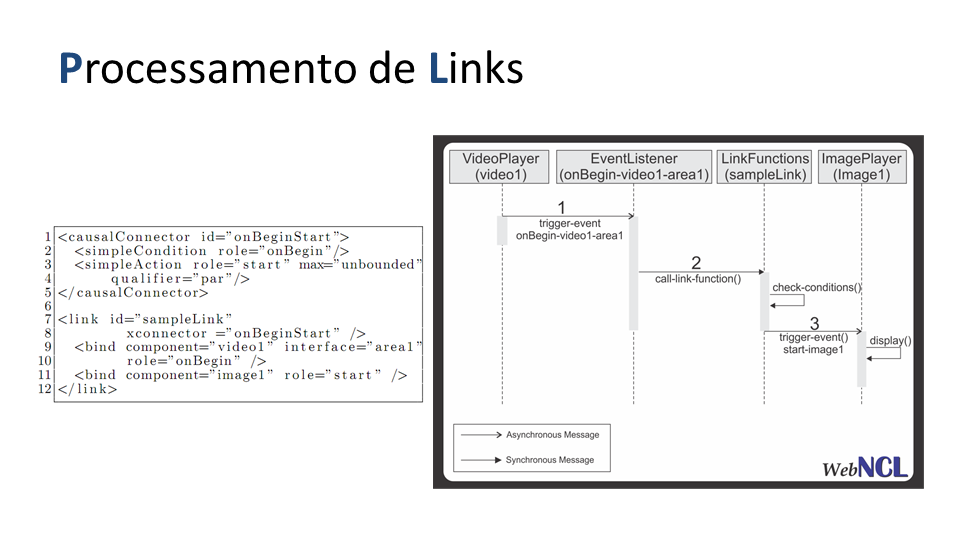 Processamento de Links
1 <causalConnector id="onBeginStart">
2 <simpleCondition role="onBegin"/>
3 <simpleAction role="start" max="unbounded"
4 qualifier="par"/>
5 </causalConnector>
6
7 <link id="sampleLink"
8 xconnector ="onBeginStart" />
9 <bind component="video1" interface="area1"
10 role="onBegin" />
11 <bind component="image1" role="start" />
12 </link>
VideoPlayer
(video1)
EventListener
(onBegin-video1-area1)
LinkFunctions
(sampleLink)
ImagePlayer
(Image1)
1
trigger-event
onBegin-video1-area1
2
call-link-function()
check-conditions()
3
trigger-event()
start-image1
display()
Asynchronous Message
Synchronous Message
WebNCL